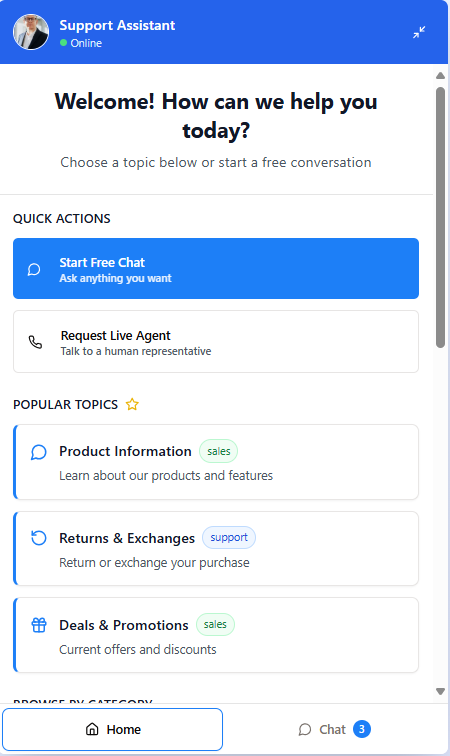 Support Assistant
Online
Welcome! How can we help you
today?
Choose a topic below or start a free conversation
QUICK ACTIONS
Start Free Chat
Ask anything you want
Request Live Agent
Talk to a human representative
POPULAR TOPICS
Product Information sales
Learn about our products and features
Returns & Exchanges support
Return or exchange your purchase
Deals & Promotions sales
Current offers and discounts
BROWSE BY CATEGORY
Home
Chat 3